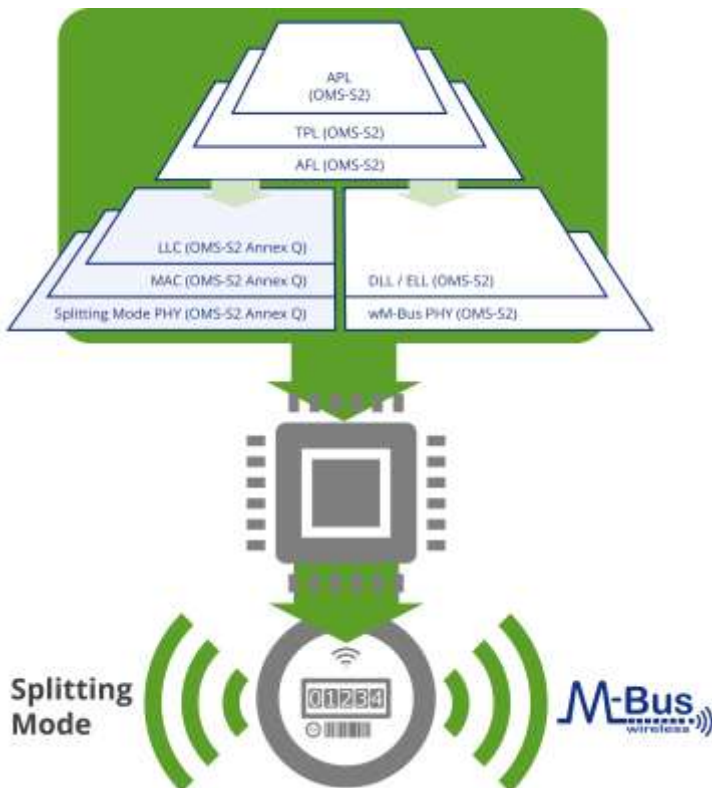 APL
(OMS-S2)
TPL (OMS-S2)
AFL (OMS-S2)
LLC (OMS-S2 Annex Q)
MAC (OMS-S2 Annex Q)
Splitting Mode PHY (OMS-S2 Annex Q)
DLL / ELL (OMS-S2)
wM-Bus PHY (OMS-S2)
01234
Splitting
Mode
M-Bus
wireless